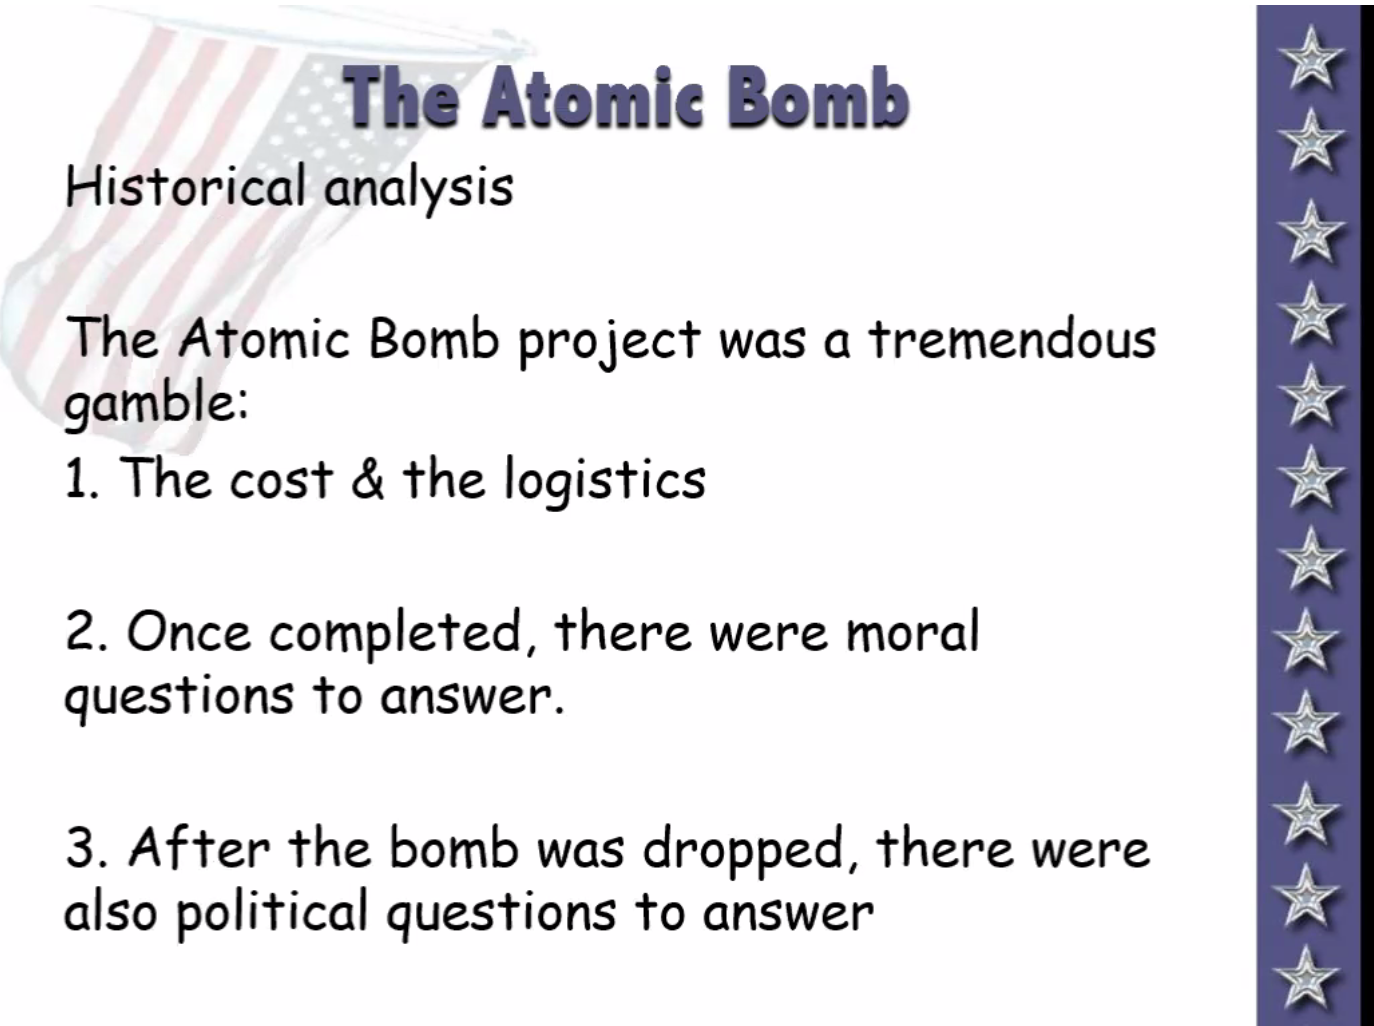 The Atomic Bomb
Historical analysis
The Atomic Bomb project was a tremendous
gamble:
1. The cost & the logistics
2. Once completed, there were moral
questions to answer.
3. After the bomb was dropped, there were
also political questions to answer